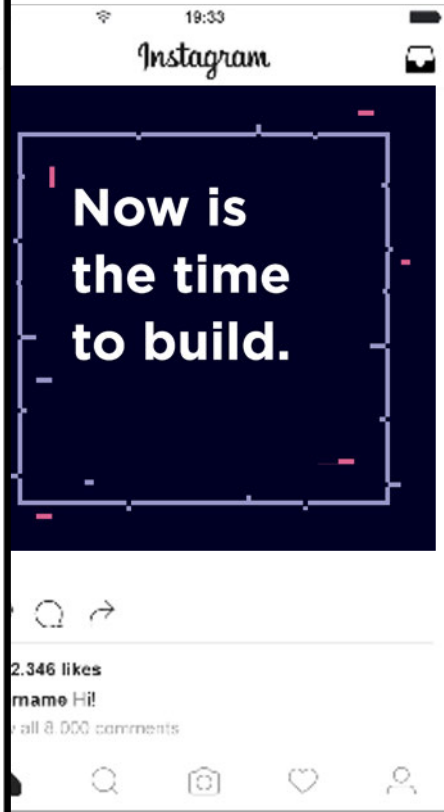 19:33
Instagram
Now is
the time
to build.
2.346 likes
rname Hi!
all 8.000 comments